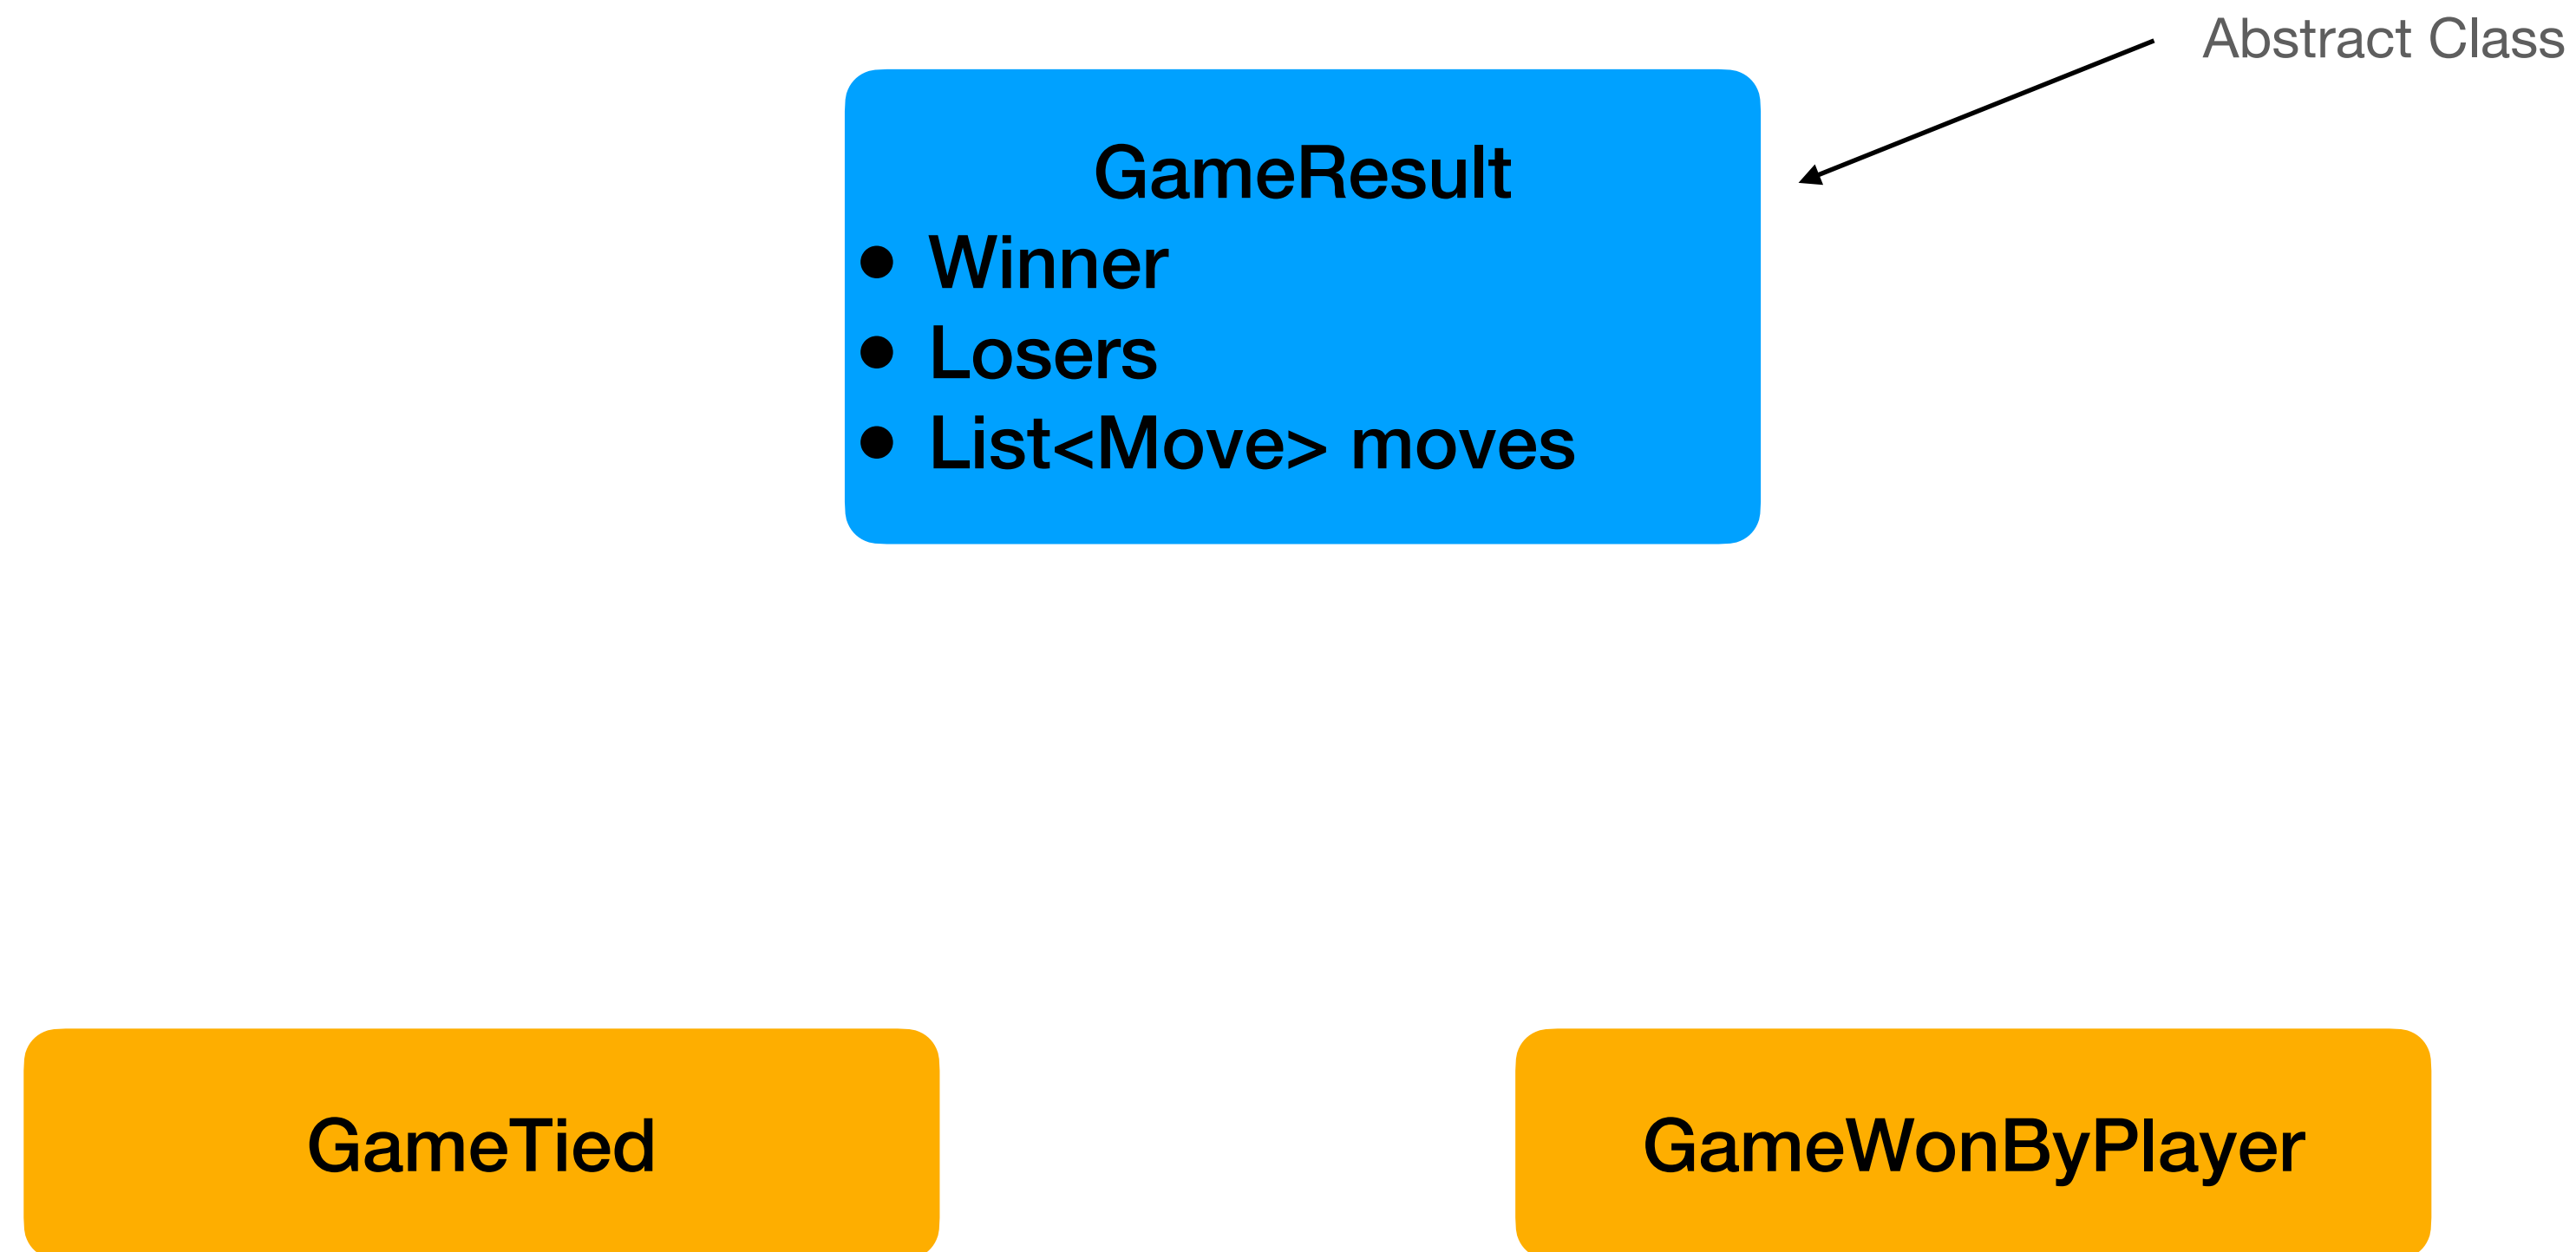 Abstract Class
GameResult
● Winner
● Losers
● List<Move> moves
GameTied
GameWonByPlayer